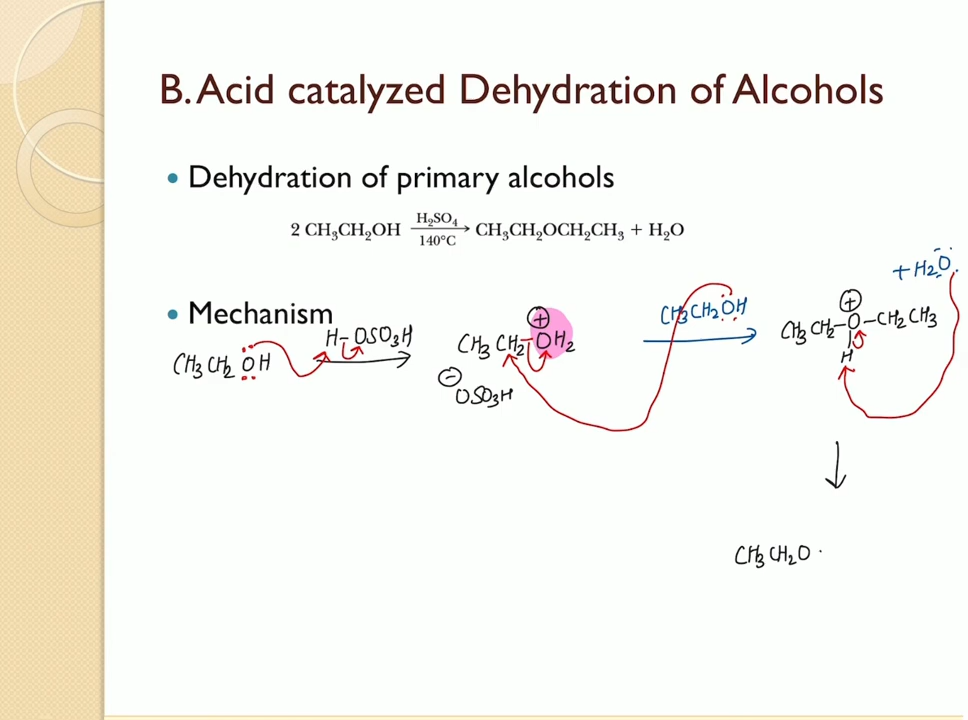 B. Acid catalyzed Dehydration of Alcohols
• Dehydration of primary alcohols
2 CH₃CH₂OH H₂SO₄ 140°C → CH₃CH₂OCH₂CH₃ + H₂O
+ H₂O
• Mechanism
CH₃CH₂OH
H-OSO₃H →
CH₃CH₂-OH₂ ⊕
⊖ OSO₃H
CH₃CH₂OH →
CH₃CH₂-O-CH₂CH₃ ⊕
H
↓
CH₃CH₂O